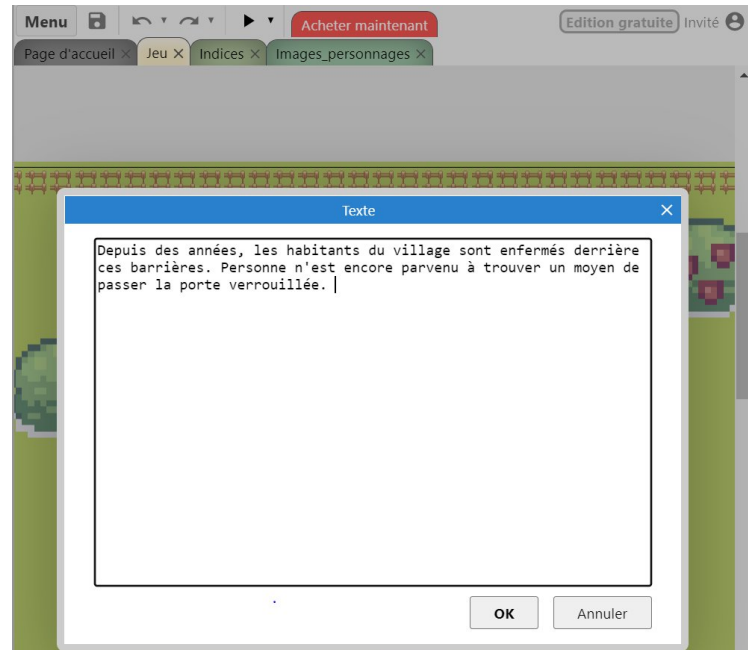 Menu Acheter maintenant Edition gratuite Invité
Page d'accueil Jeu Indices Images_personnages
Texte
Depuis des années, les habitants du village sont enfermés derrière
ces barrières. Personne n'est encore parvenu à trouver un moyen de
passer la porte verrouillée.
OK Annuler